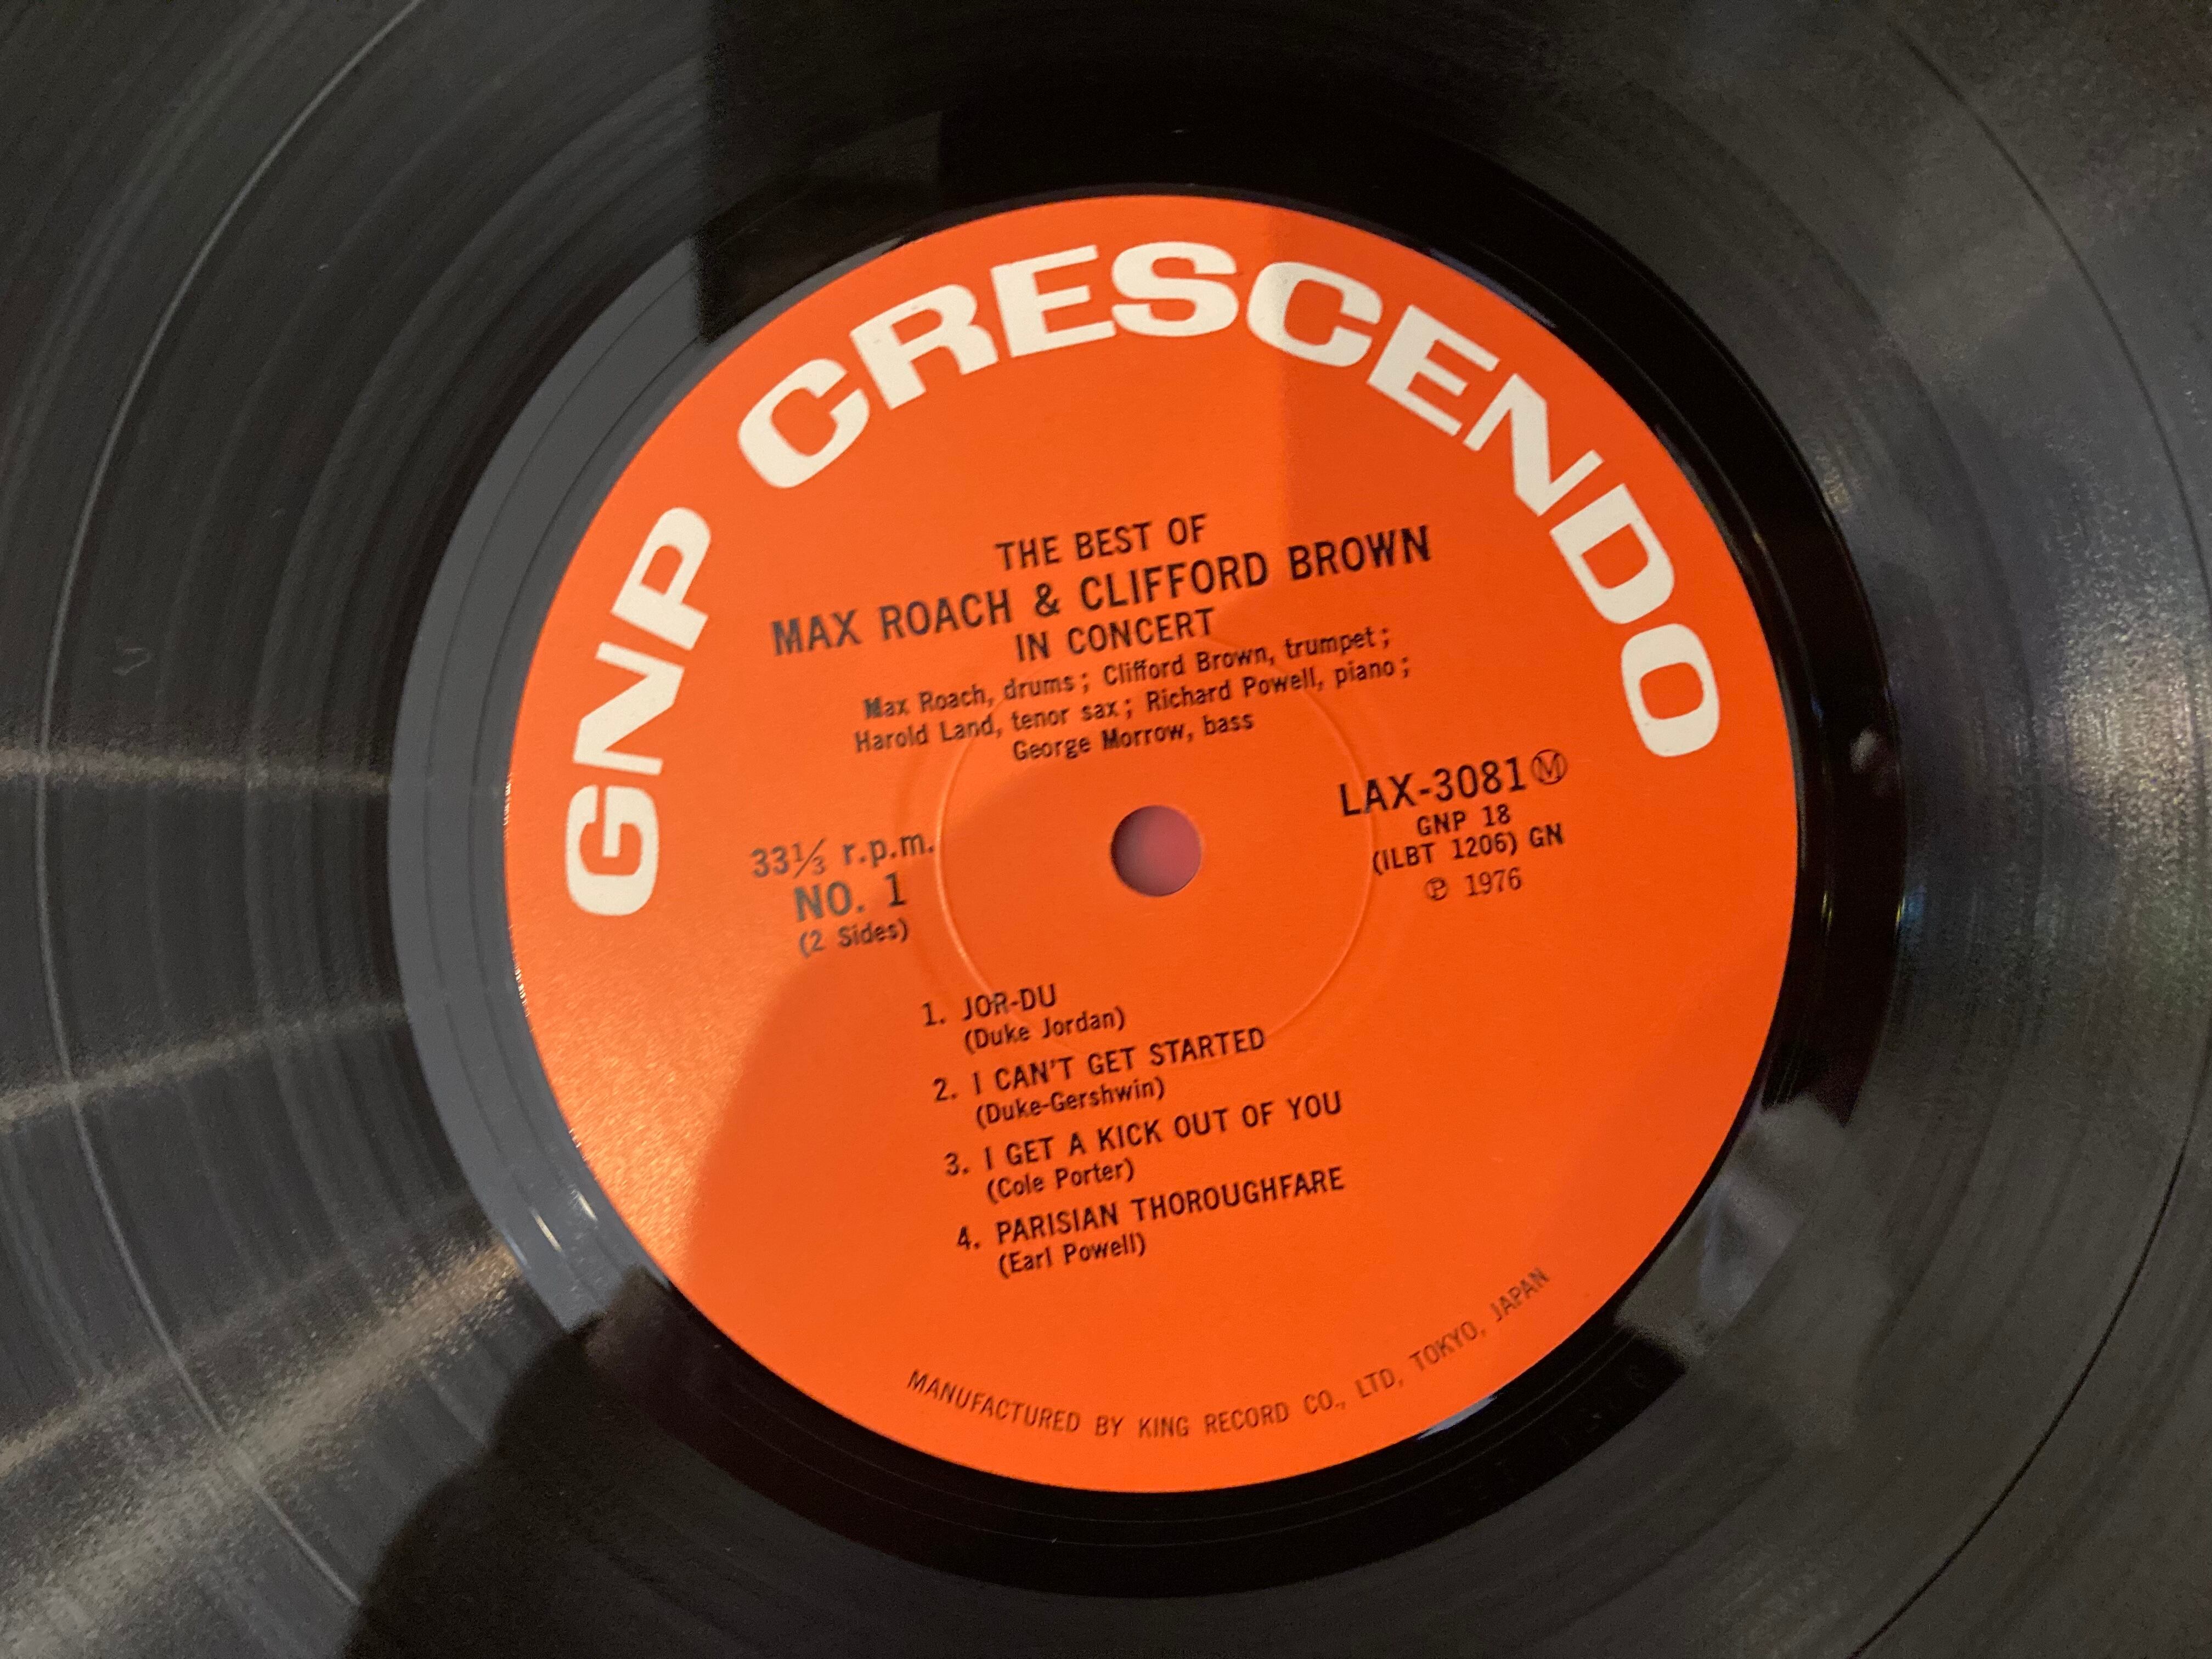 GNP CRESCENDO
THE BEST OF
MAX ROACH & CLIFFORD BROWN
IN CONCERT
Max Roach, drums; Clifford Brown, trumpet;
Harold Land, tenor sax; Richard Powell, piano;
George Morrow, bass
33⅓ r.p.m.
NO. 1
(2 Sides)
LAX-3081 Ⓜ
GNP 18
(ILBT 1206) GN
℗ 1976
1. JOR-DU
(Duke Jordan)
2. I CAN'T GET STARTED
(Duke-Gershwin)
3. I GET A KICK OUT OF YOU
(Cole Porter)
4. PARISIAN THOROUGHFARE
(Earl Powell)
MANUFACTURED BY KING RECORD CO., LTD, TOKYO, JAPAN